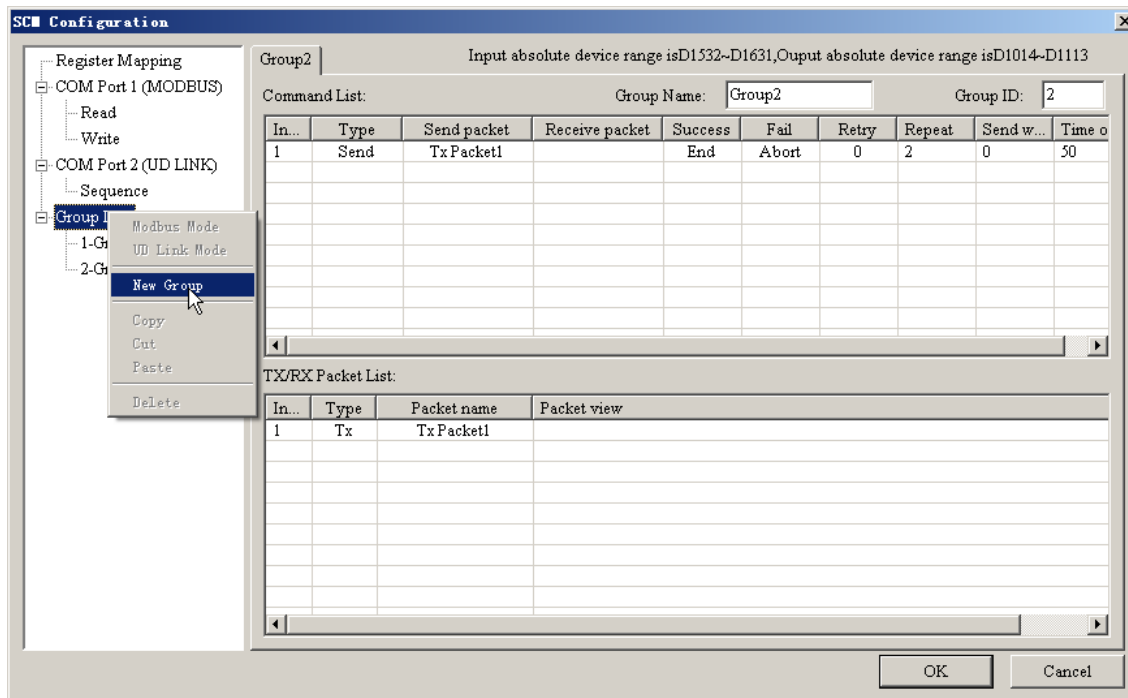 SCM Configuration
Register Mapping
COM Port 1 (MODBUS)
Read
Write
COM Port 2 (UD LINK)
Sequence
Group
1-Gr
2-Gr
Modbus Mode
UD Link Mode
New Group
Copy
Cut
Paste
Delete
Group2
Input absolute device range isD1532~D1631,Ouput absolute device range isD1014~D1113
Command List:
Group Name: Group2
Group ID: 2
In... Type Send packet Receive packet Success Fail Retry Repeat Send w... Time o
1 Send TxPacket1 End Abort 0 2 0 50
TX/RX Packet List:
In... Type Packet name Packet view
1 Tx TxPacket1
OK Cancel